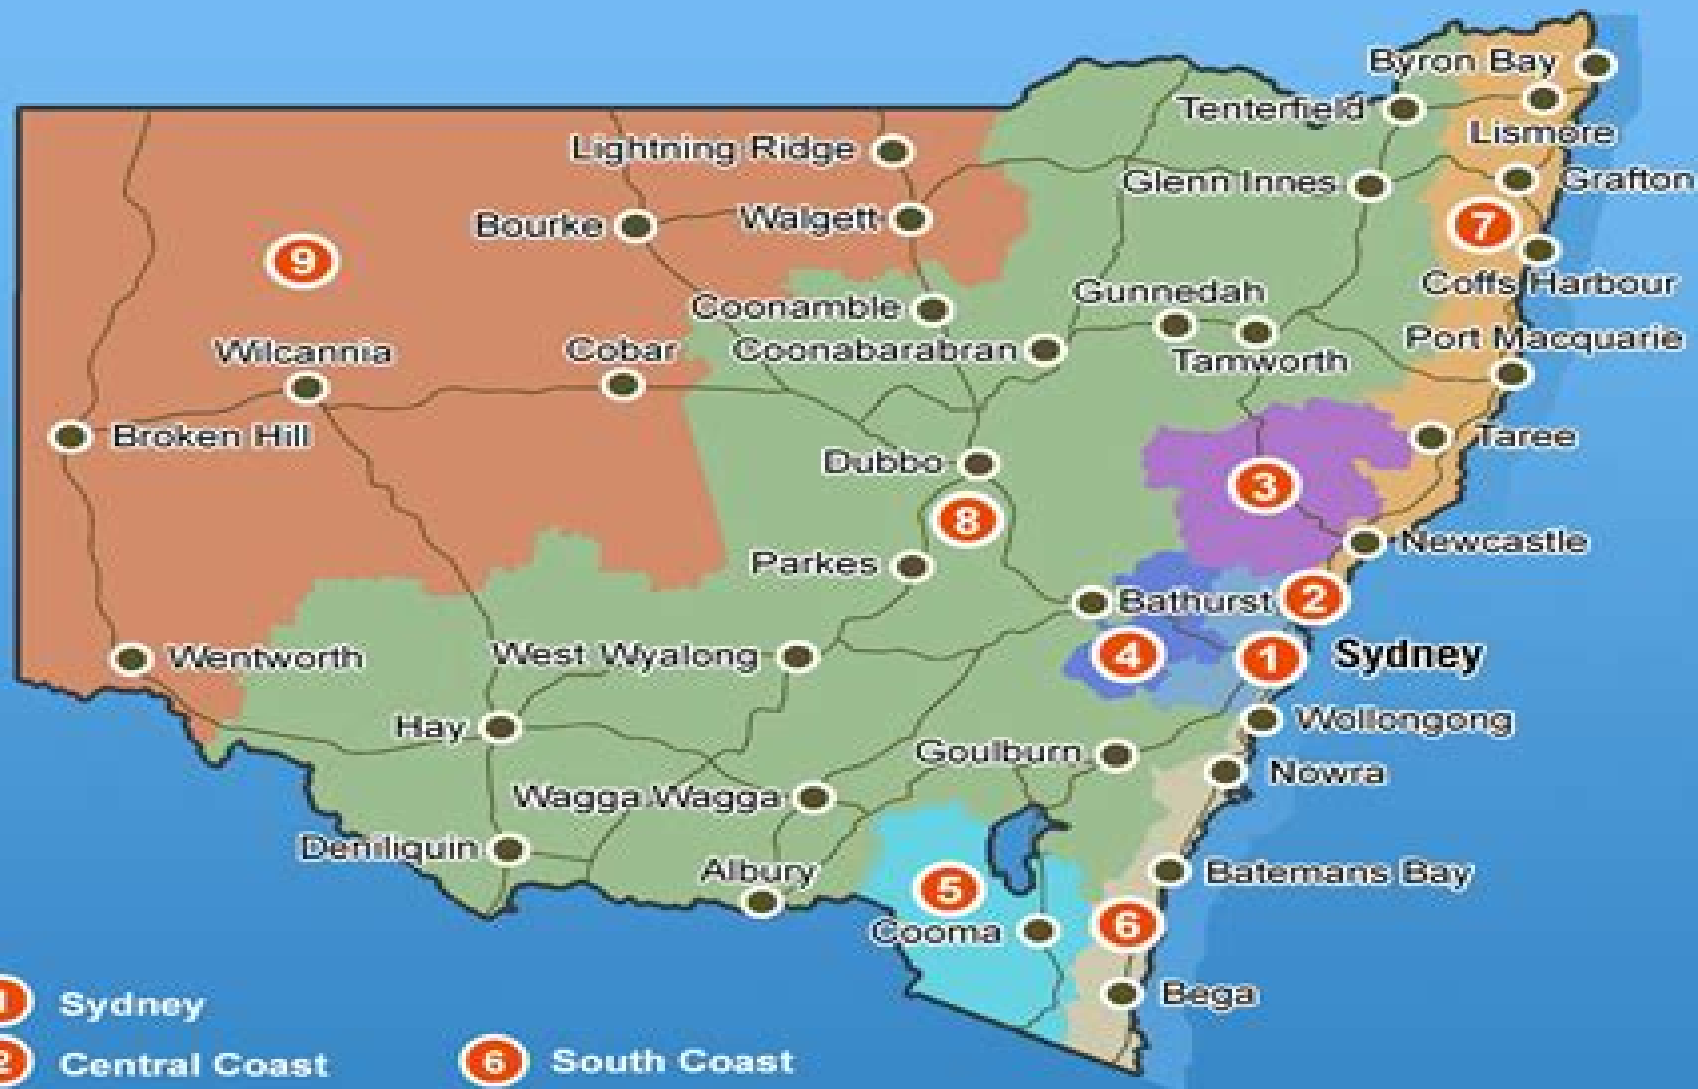 Byron Bay
Tenterfield
Lismore
Lightning Ridge
Glenn Innes
Grafton
Bourke
Walgett
7
9
Coffs Harbour
Gunnedah
Coonamble
Port Macquarie
Wilcannia
Cobar
Coonabarabran
Tamworth
Broken Hill
Taree
Dubbo
3
8
Newcastle
Parkes
Bathurst
2
Wentworth
West Wyalong
4
1
Sydney
Hay
Wollongong
Goulburn
Nowra
Wagga Wagga
Deniliquin
Albury
Batemans Bay
5
6
Cooma
Bega
1 Sydney
2 Central Coast
6 South Coast